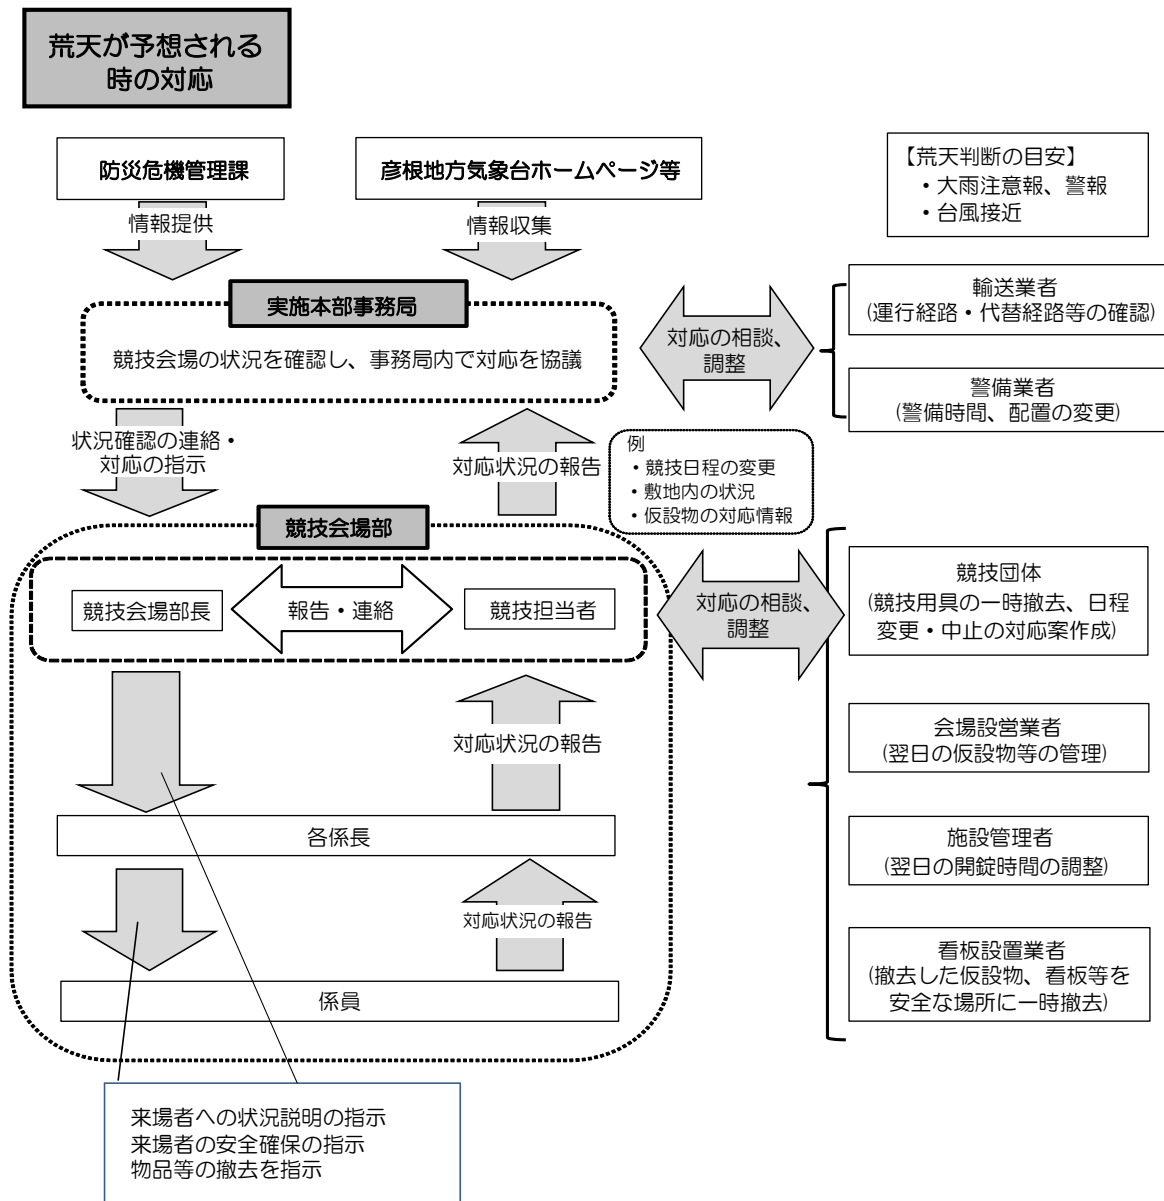 荒天が予想される
時の対応
防災危機管理課
彦根地方気象台ホームページ等
【荒天判断の目安】
・大雨注意報、警報
・台風接近
情報提供
情報収集
実施本部事務局
競技会場の状況を確認し、事務局内で対応を協議
対応の相談、
調整
輸送業者
(運行経路・代替経路等の確認)
警備業者
(警備時間、配置の変更)
状況確認の連絡・
対応の指示
対応状況の報告
例
・競技日程の変更
・敷地内の状況
・仮設物の対応情報
競技会場部
競技会場部長
報告・連絡
競技担当者
対応の相談、
調整
競技団体
(競技用具の一時撤去、日程
変更・中止の対応案作成)
会場設営業者
(翌日の仮設物等の管理)
対応状況の報告
各係長
施設管理者
(翌日の開錠時間の調整)
対応状況の報告
係員
看板設置業者
(撤去した仮設物、看板等を
安全な場所に一時撤去)
来場者への状況説明の指示
来場者の安全確保の指示
物品等の撤去を指示